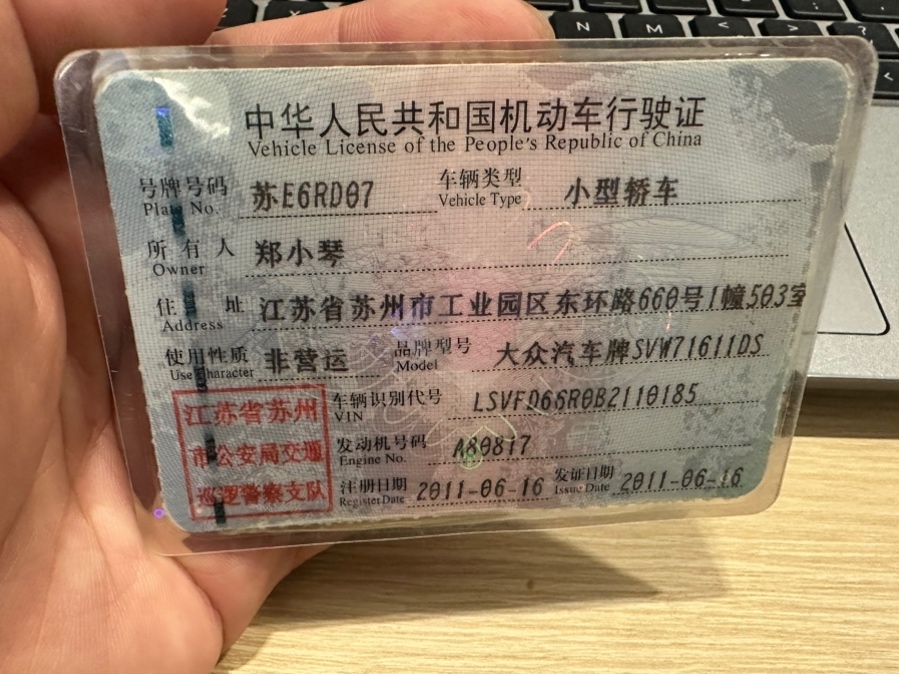 中华人民共和国机动车行驶证
Vehicle License of the People's Republic of China
号牌号码 苏E6RD07 车辆类型 小型轿车
Plate No. Vehicle Type
所有人 郑小琴
Owner
住址 江苏省苏州市工业园区东环路660号1幢503室
Address
使用性质 非营运 品牌型号 大众汽车牌SVW71611DS
Use Character Model
江苏省苏州 车辆识别代号 LSVFD66R0B2110185
VIN
市公安局交通 发动机号码 A80817
Engine No.
巡逻警察支队 注册日期 2011-06-16 发证日期 2011-06-16
Register Date Issue Date